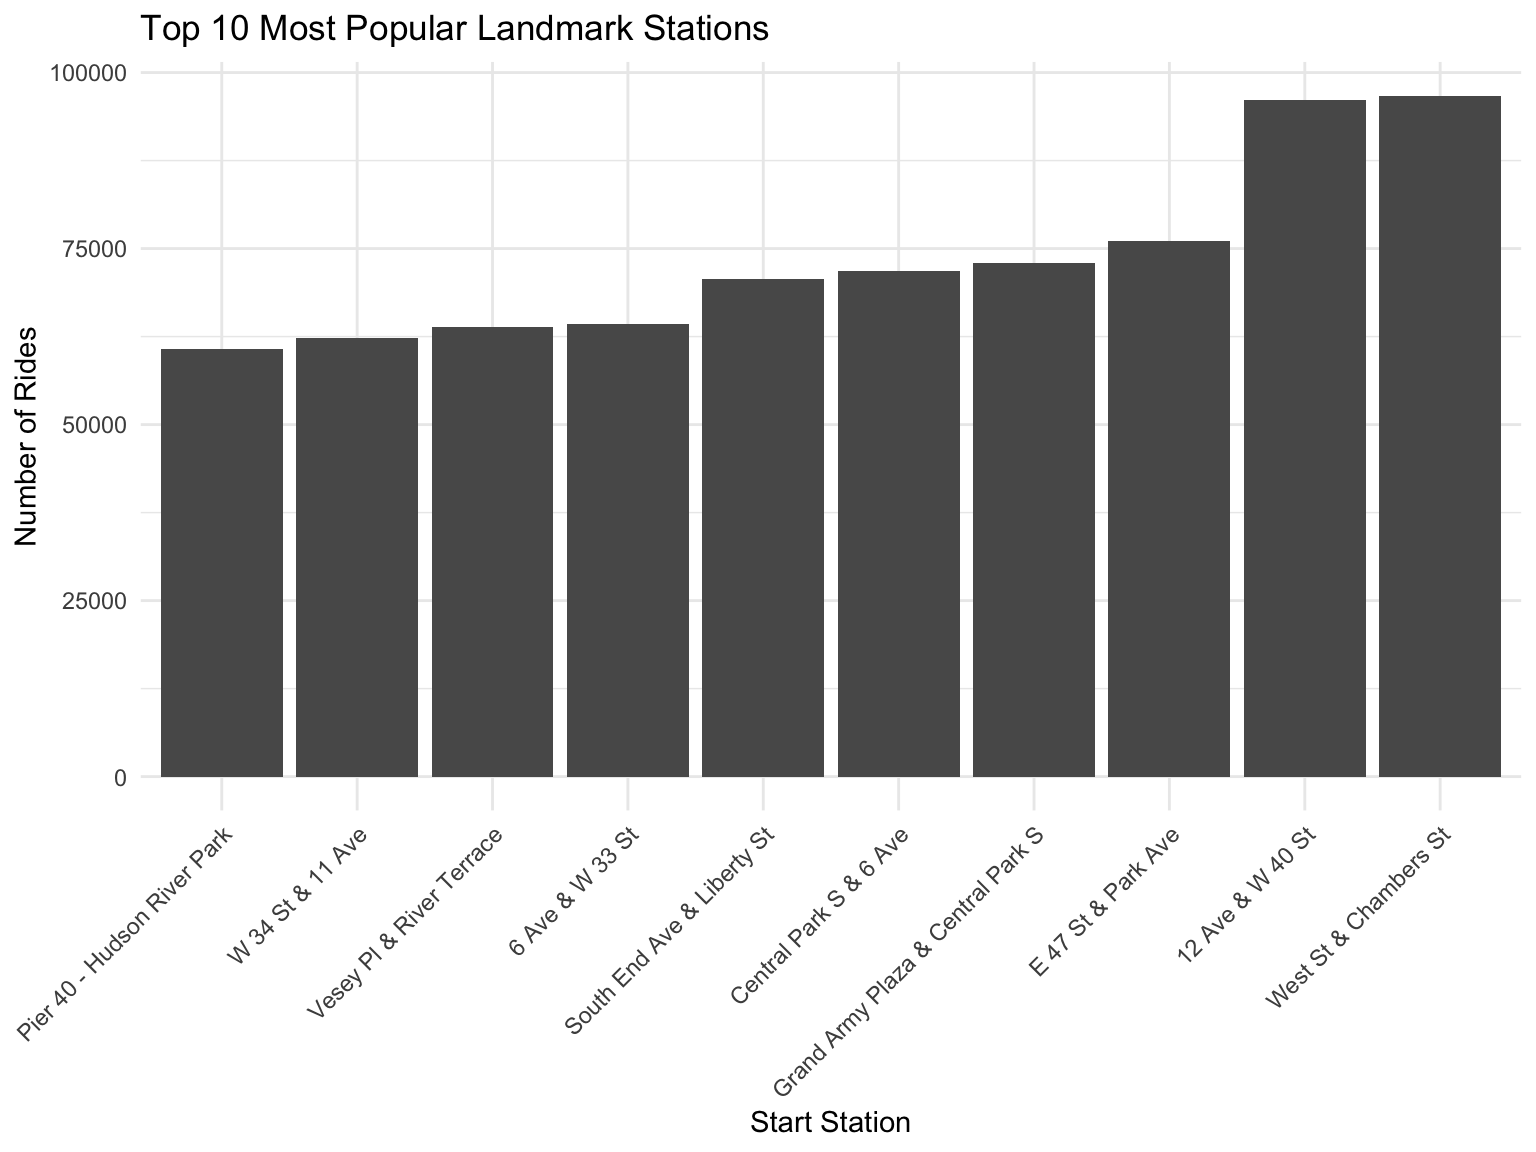 Top 10 Most Popular Landmark Stations
Number of Rides
100000
75000
50000
25000
0
Pier 40 - Hudson River Park
W 34 St & 11 Ave
Vesey Pl & River Terrace
6 Ave & W 33 St
South End Ave & Liberty St
Central Park S & 6 Ave
Grand Army Plaza & Central Park S
E 47 St & Park Ave
12 Ave & W 40 St
West St & Chambers St
Start Station